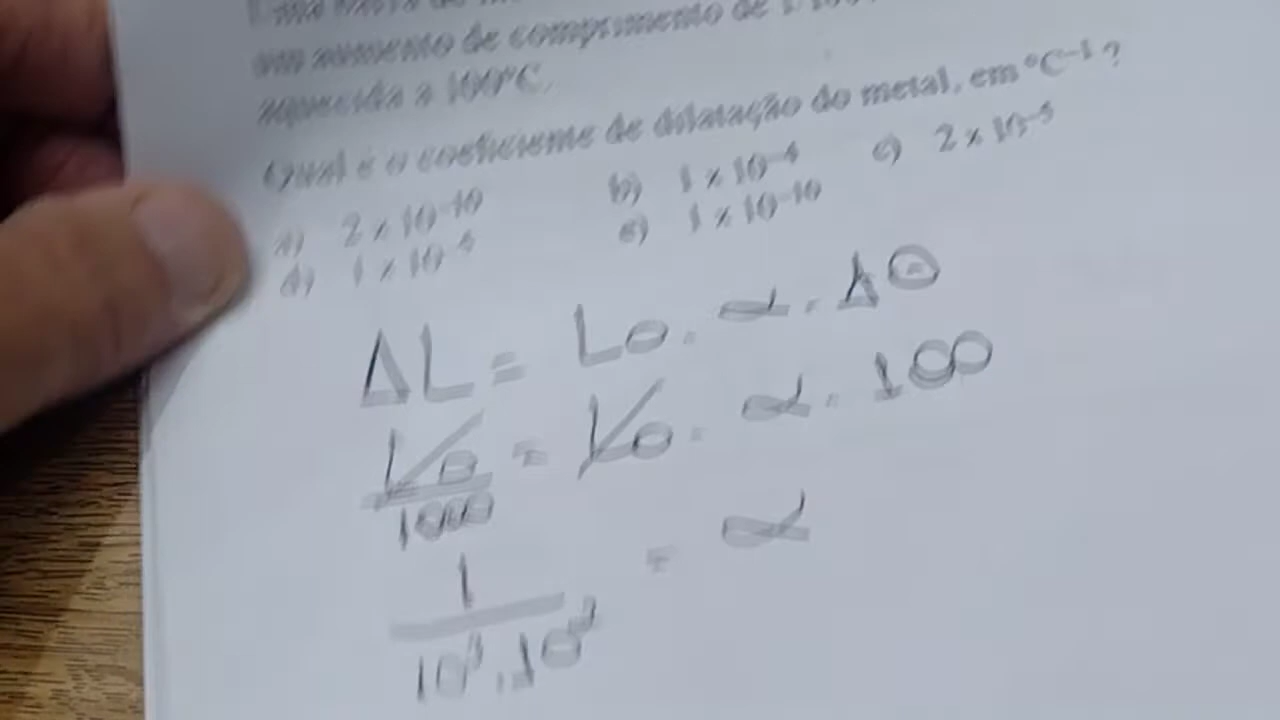 um aumento de comprimento de 1
aquecida a 100°C.
Qual é o coeficiente de dilatação do metal, em °C⁻¹?
a) 2 x 10⁻¹⁰ b) 1 x 10⁻⁴ c) 2 x 10⁻⁵
d) 1 x 10⁻⁵ e) 1 x 10⁻¹⁰
ΔL = Lo . α . Δθ
Lo/1000 = Lo . α . 100
1/10³.10² = α